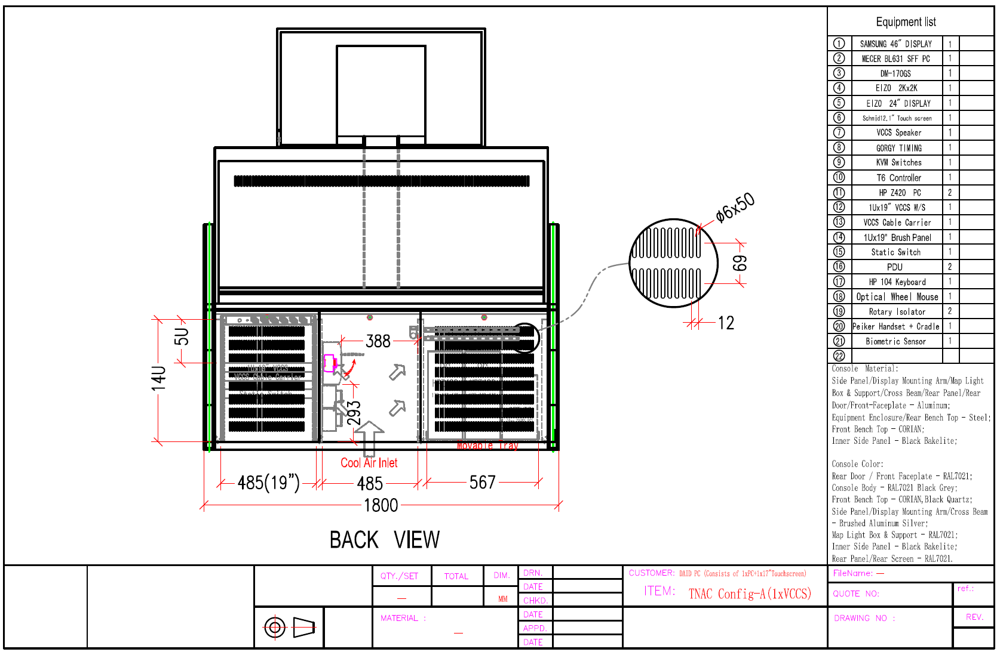 Equipment list
① SAMSUNG 46″ DISPLAY 1
② MECER BL631 SFF PC 1
③ DM-170GS 1
④ EIZO 2Kx2K 1
⑤ EIZO 24″ DISPLAY 1
⑥ Schmid12.1″ Touch screen 1
⑦ VCCS Speaker 1
⑧ GORGY TIMING 1
⑨ KVM Switches 1
⑩ T6 Controller 1
⑪ HP Z420 PC 2
⑫ 1Ux19″ VCCS W/S 1
⑬ VCCS Cable Carrier 1
⑭ 1Ux19" Brush Panel 1
⑮ Static Switch 1
⑯ PDU 2
⑰ HP 104 Keyboard 1
⑱ Optical Wheel Mouse 1
⑲ Rotary Isolator 2
⑳ Peiker Handset + Cradle 1
㉑ Biometric Sensor 1
㉒
Console Material:
Side Panel/Display Mounting Arm/Map Light
Box & Support/Cross Beam/Rear Panel/Rear
Door/Front-Faceplate - Aluminum;
Equipment Enclosure/Rear Bench Top - Steel;
Front Bench Top - CORIAN;
Inner Side Panel - Black Bakelite;
Console Color:
Rear Door / Front Faceplate - RAL7021;
Console Body - RAL7021 Black Grey;
Front Bench Top - CORIAN,Black Quartz;
Side Panel/Display Mounting Arm/Cross Beam
- Brushed Aluminum Silver;
Map Light Box & Support - RAL7021;
Inner Side Panel - Black Bakelite;
Rear Panel/Rear Screen - RAL7021.
ø6x50
69
12
5U
14U
388
293
1Ux19″ VCCS
VCCS Cable Carrier
Static Switch
Movable Tray
Cool Air Inlet
485(19")
485
567
1800
BACK VIEW
QTY./SET
TOTAL
DIM.
—
MM
MATERIAL :
—
DRN.
DATE
CHKD.
DATE
APPD.
DATE
CUSTOMER: DAID PC (Consists of 1xPC+1x17″Touchscreen)
ITEM: TNAC Config-A(1xVCCS)
FileName: —
QUOTE NO:
ref.:
DRAWING NO :
REV.